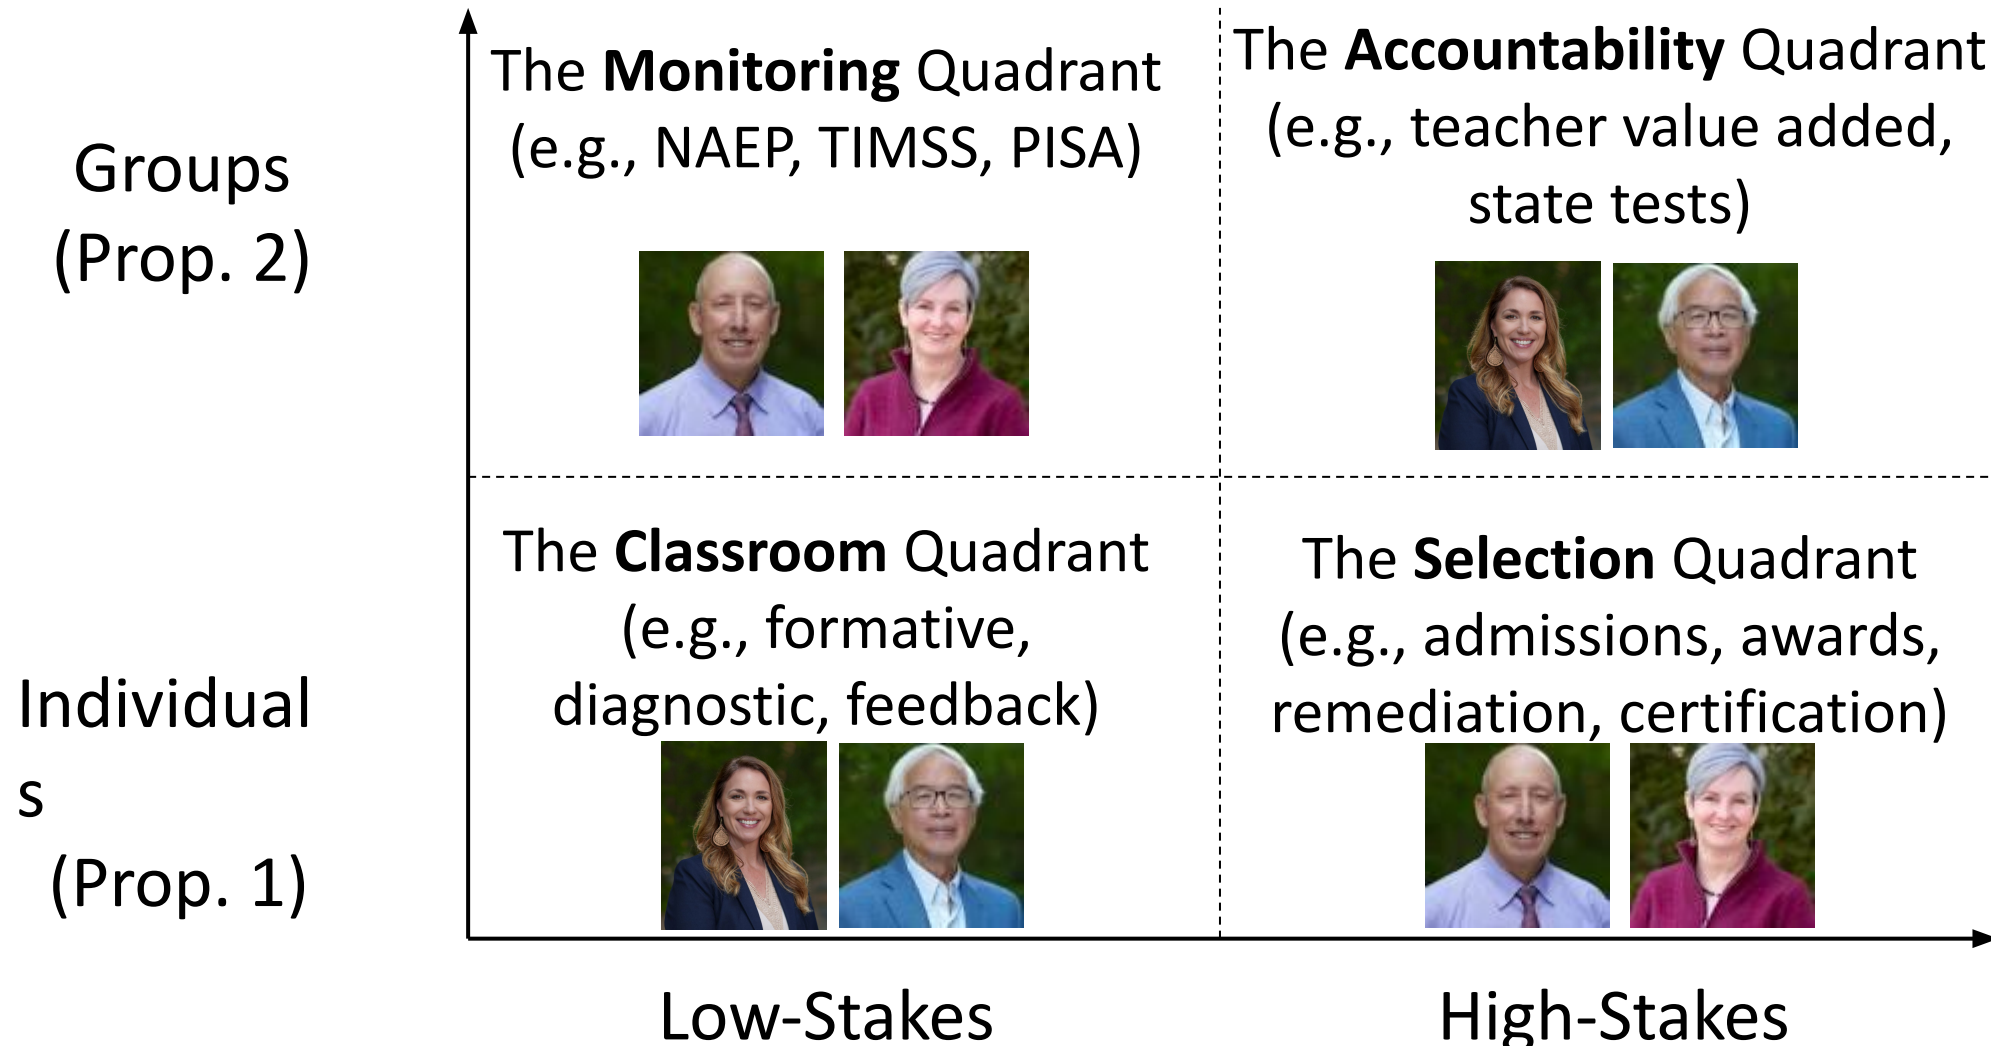 Groups
(Prop. 2)
The Monitoring Quadrant
(e.g., NAEP, TIMSS, PISA)
The Accountability Quadrant
(e.g., teacher value added,
state tests)
Individual
s
(Prop. 1)
The Classroom Quadrant
(e.g., formative,
diagnostic, feedback)
The Selection Quadrant
(e.g., admissions, awards,
remediation, certification)
Low-Stakes
High-Stakes